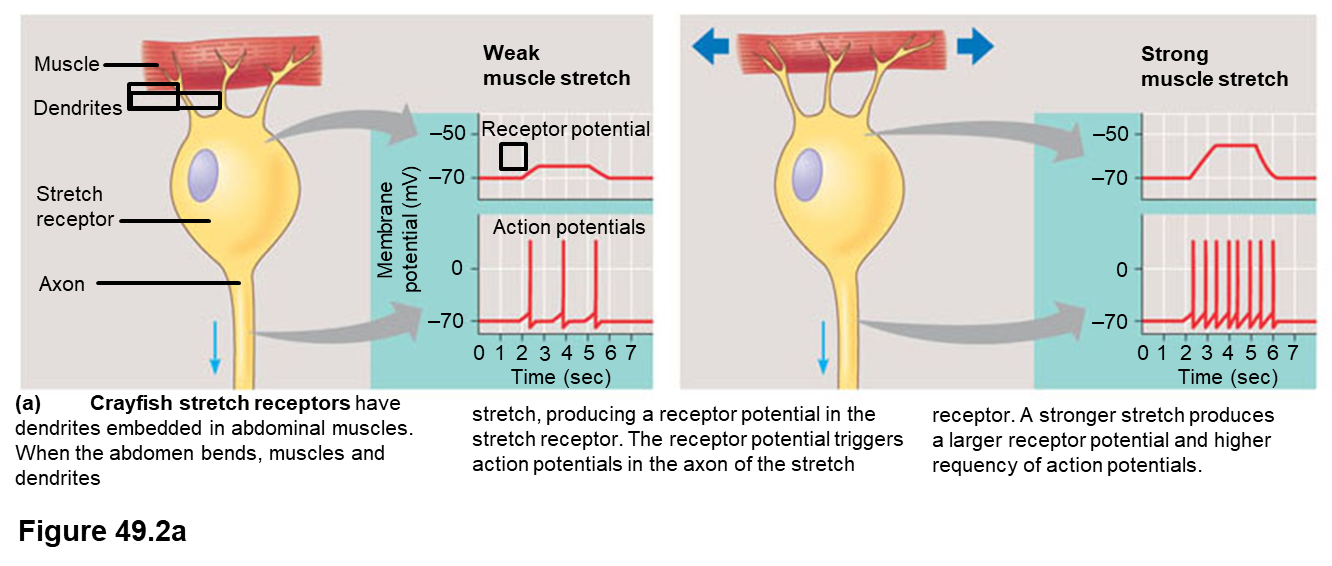 Muscle
Dendrites
Stretch
receptor
Axon
Weak
muscle stretch
Membrane
potential (mV)
–50
Receptor potential
–70
Action potentials
0
–70
0 1 2 3 4 5 6 7
Time (sec)
Strong
muscle stretch
–50
–70
0
–70
0 1 2 3 4 5 6 7
Time (sec)
(a) Crayfish stretch receptors have
dendrites embedded in abdominal muscles.
When the abdomen bends, muscles and
dendrites
stretch, producing a receptor potential in the
stretch receptor. The receptor potential triggers
action potentials in the axon of the stretch
receptor. A stronger stretch produces
a larger receptor potential and higher
requency of action potentials.
Figure 49.2a